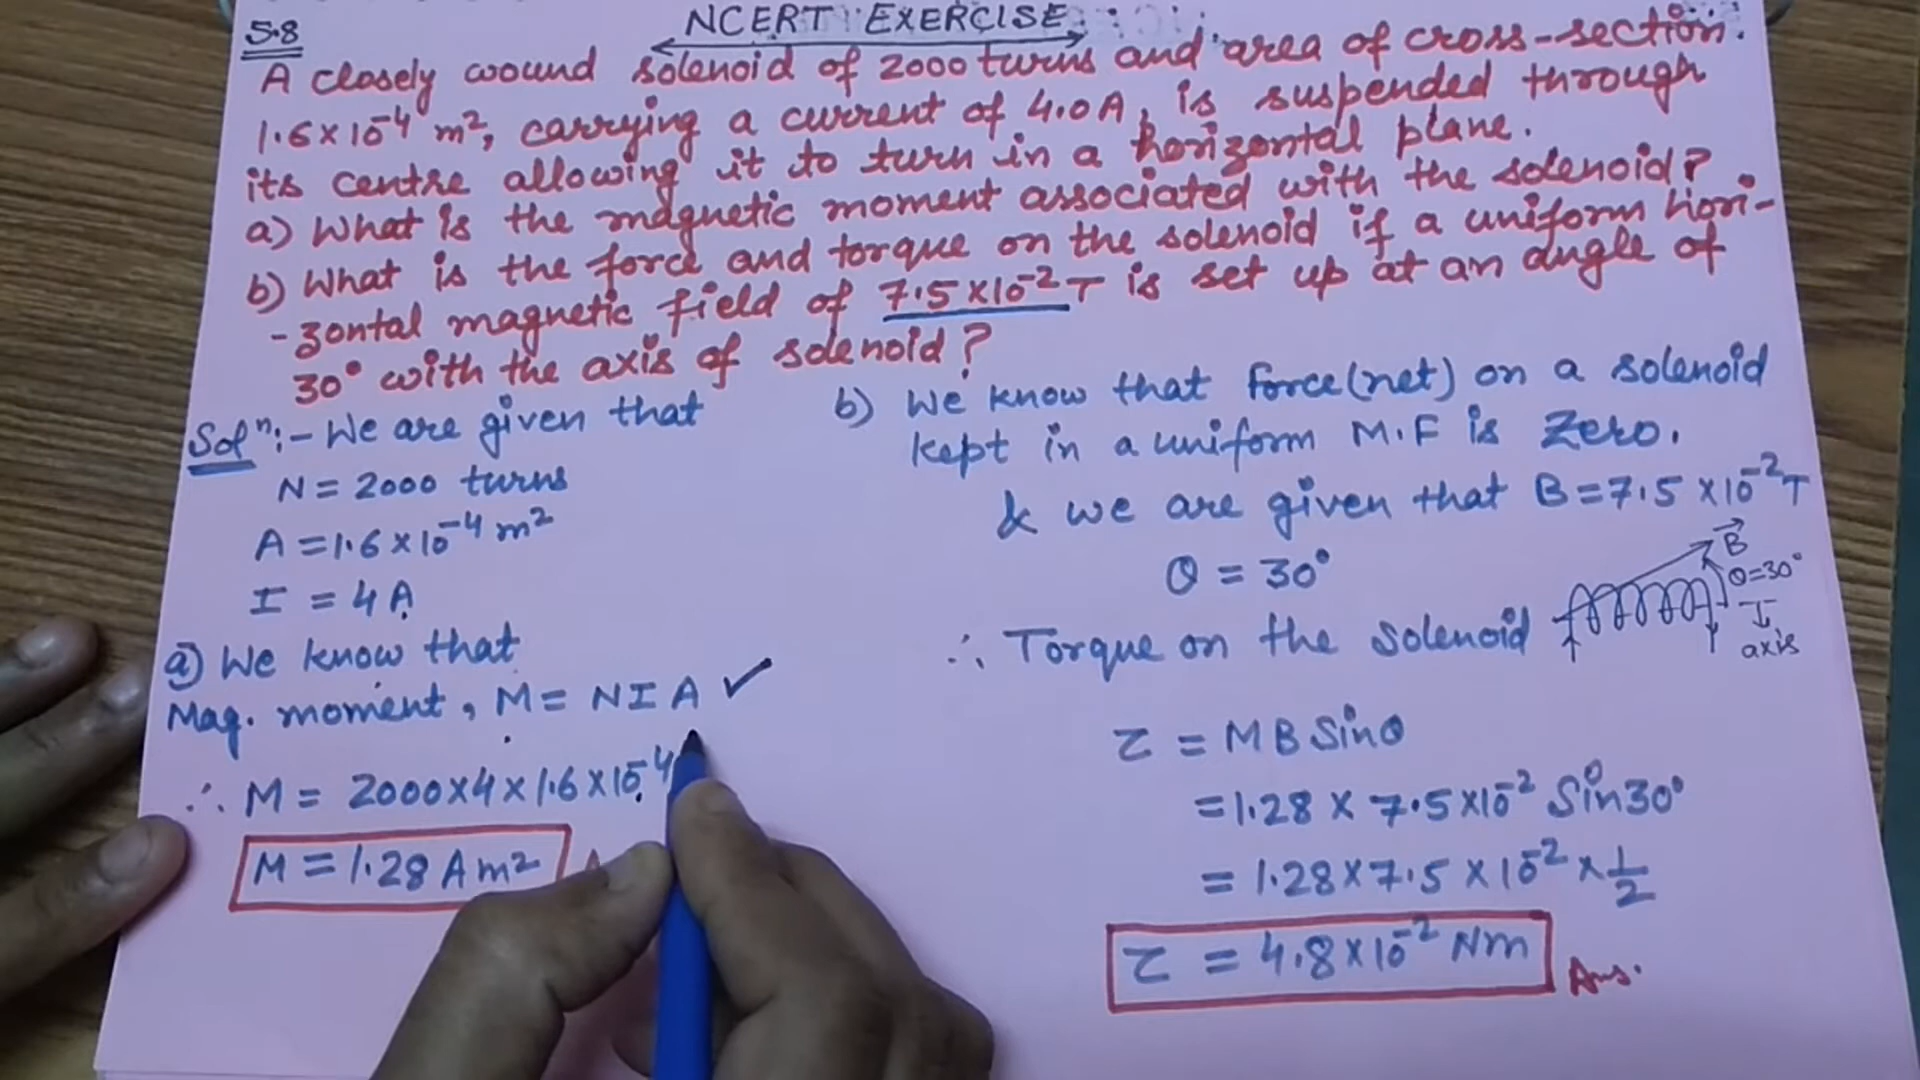 NCERT EXERCISE
5.8
A closely wound solenoid of 2000 turns and area of cross-section.
1.6×10⁻⁴ m², carrying a current of 4.0A, is suspended through
its centre allowing it to turn in a horizontal plane.
a) What is the magnetic moment associated with the solenoid?
b) What is the force and torque on the solenoid if a uniform hori-
-zontal magnetic field of 7.5×10⁻² T is set up at an angle of
30° with the axis of solenoid?
Solⁿ:- We are given that
N = 2000 turns
A = 1.6×10⁻⁴ m²
I = 4A
a) We know that
Mag. moment, M = NIA ✓
∴ M = 2000×4×1.6×10⁻⁴
M = 1.28 Am²
b) We know that force(net) on a solenoid
kept in a uniform M.F is Zero.
& we are given that B=7.5×10⁻²T
θ = 30°
B⃗
θ=30°
axis
∴ Torque on the solenoid
τ = MB Sinθ
= 1.28 × 7.5×10⁻² Sin30°
= 1.28×7.5×10⁻² × 1/2
τ = 4.8×10⁻² Nm
Ans.